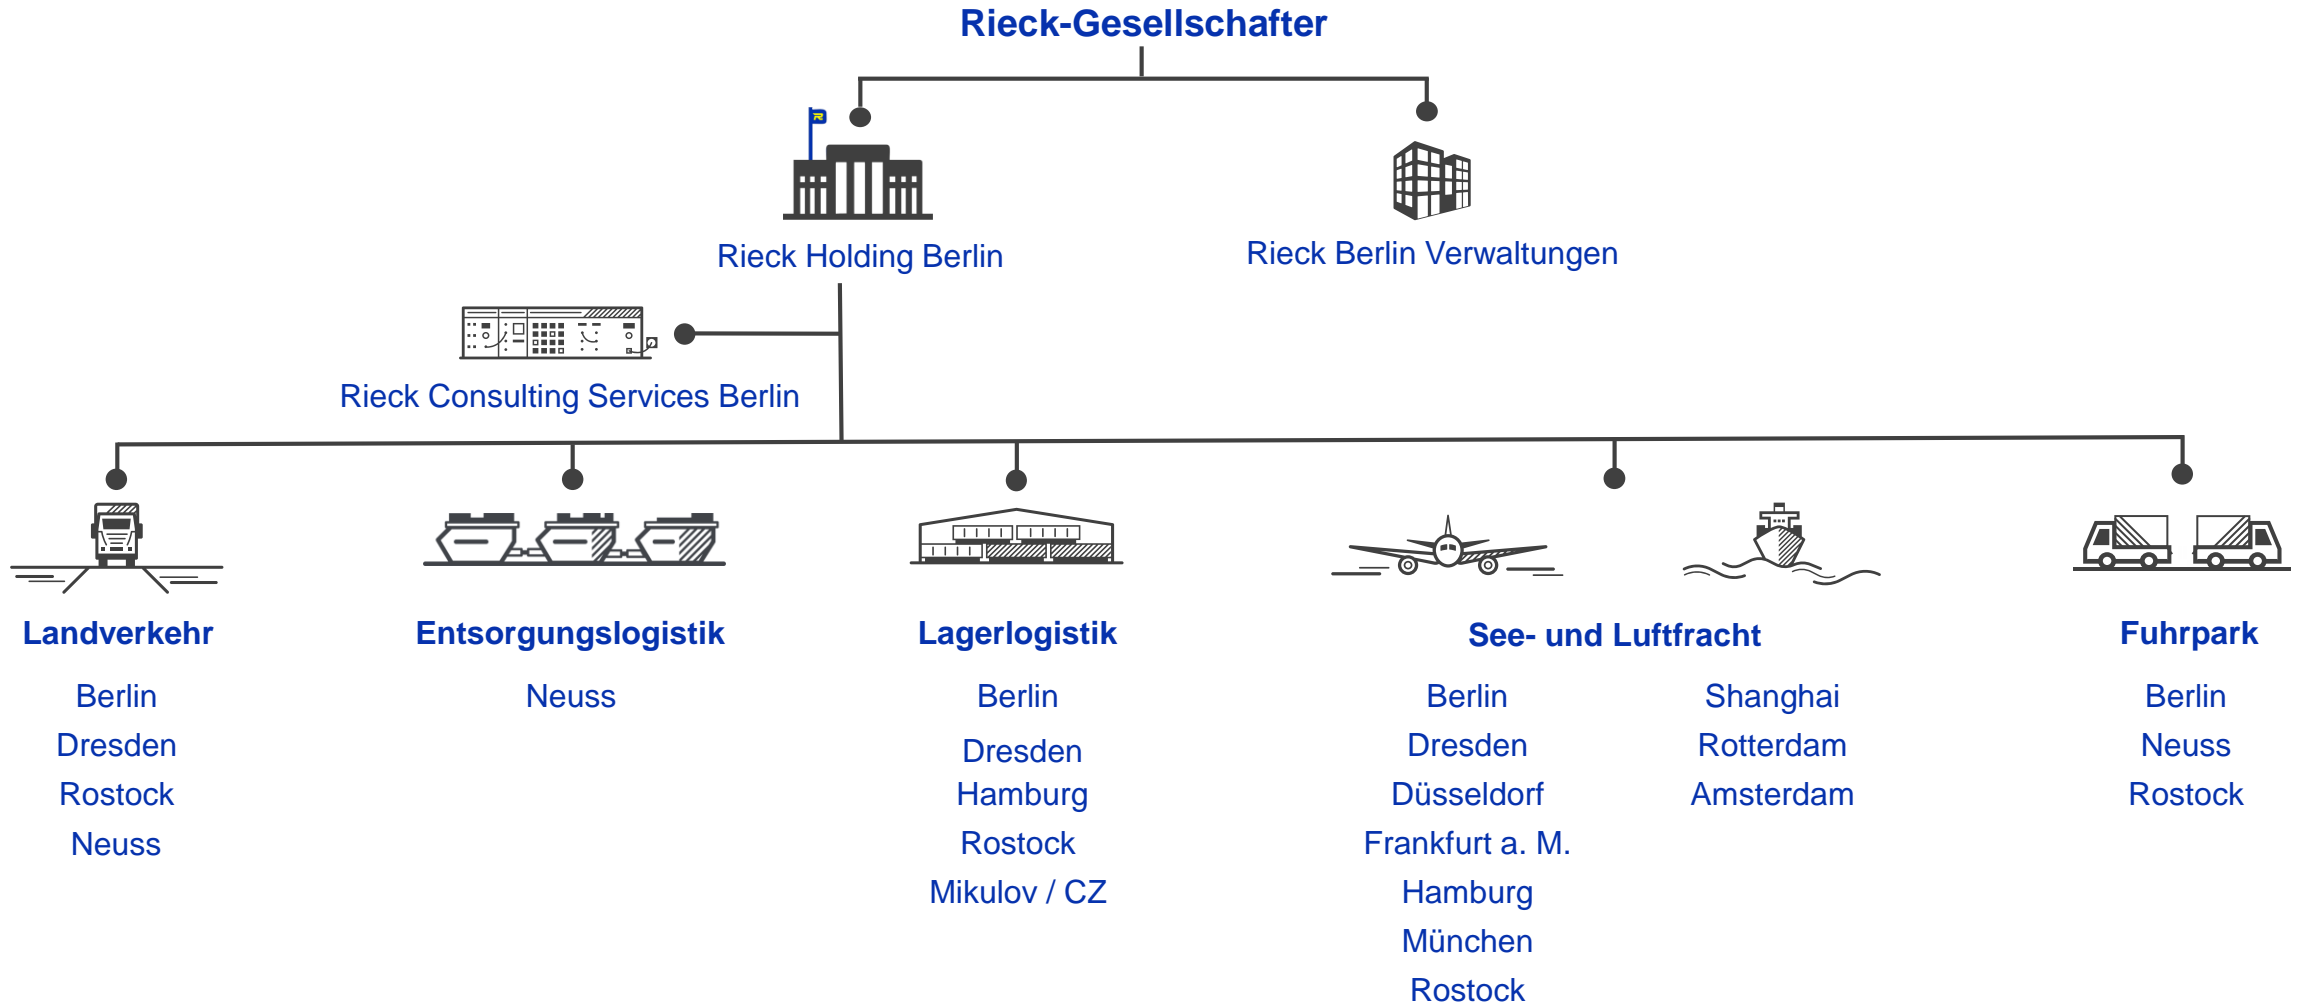 Rieck-Gesellschafter
R
Rieck Holding Berlin
Rieck Berlin Verwaltungen
Rieck Consulting Services Berlin
Landverkehr
Berlin
Dresden
Rostock
Neuss
Entsorgungslogistik
Neuss
Lagerlogistik
Berlin
Dresden
Hamburg
Rostock
Mikulov / CZ
See- und Luftfracht
Berlin
Dresden
Düsseldorf
Frankfurt a. M.
Hamburg
München
Rostock
Shanghai
Rotterdam
Amsterdam
Fuhrpark
Berlin
Neuss
Rostock